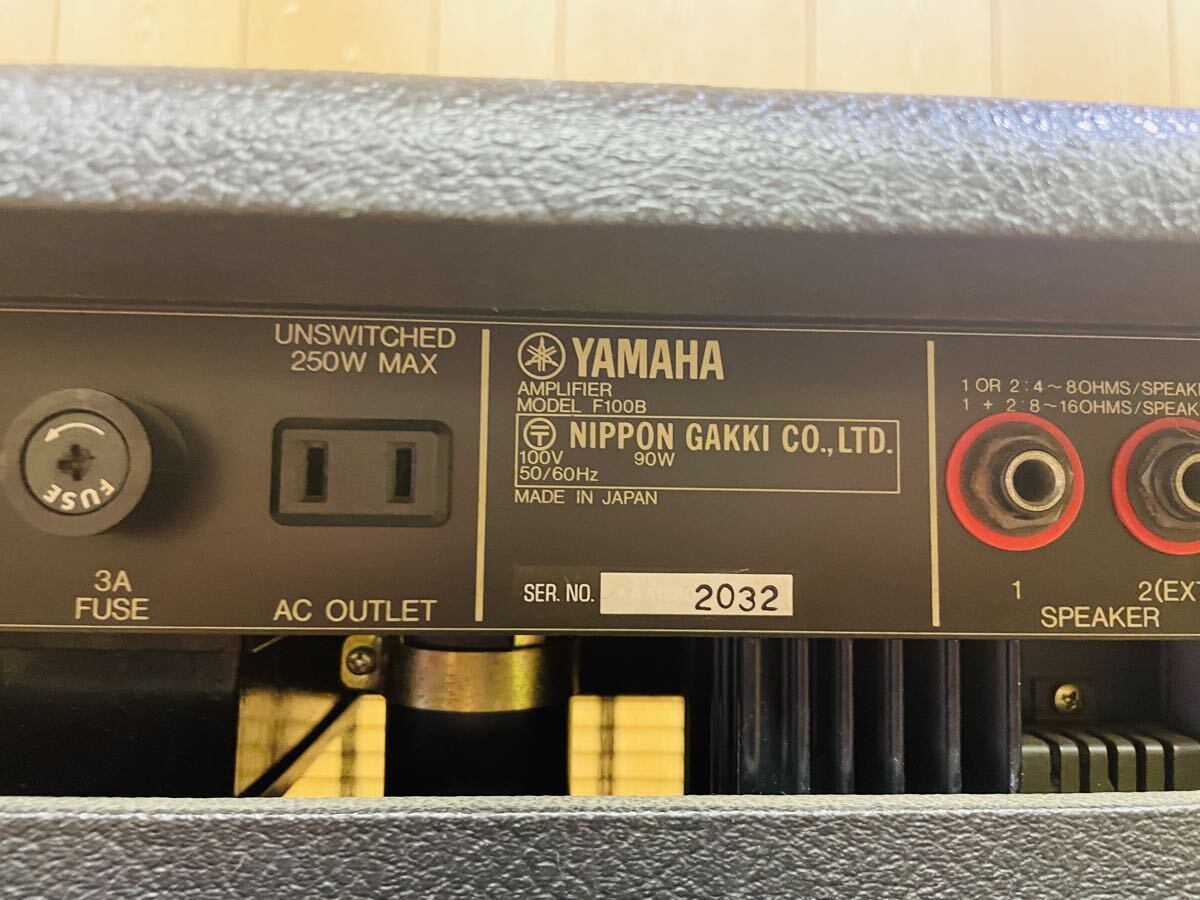 UNSWITCHED
250W MAX
FUSE
3A
FUSE
AC OUTLET
YAMAHA
AMPLIFIER
MODEL F100B
〒 NIPPON GAKKI CO., LTD.
100V 90W
50/60Hz
MADE IN JAPAN
SER. NO. 2032
1 OR 2:4~8OHMS/SPEAK
1 + 2:8~16OHMS/SPEAK
1 2(EXT
SPEAKER